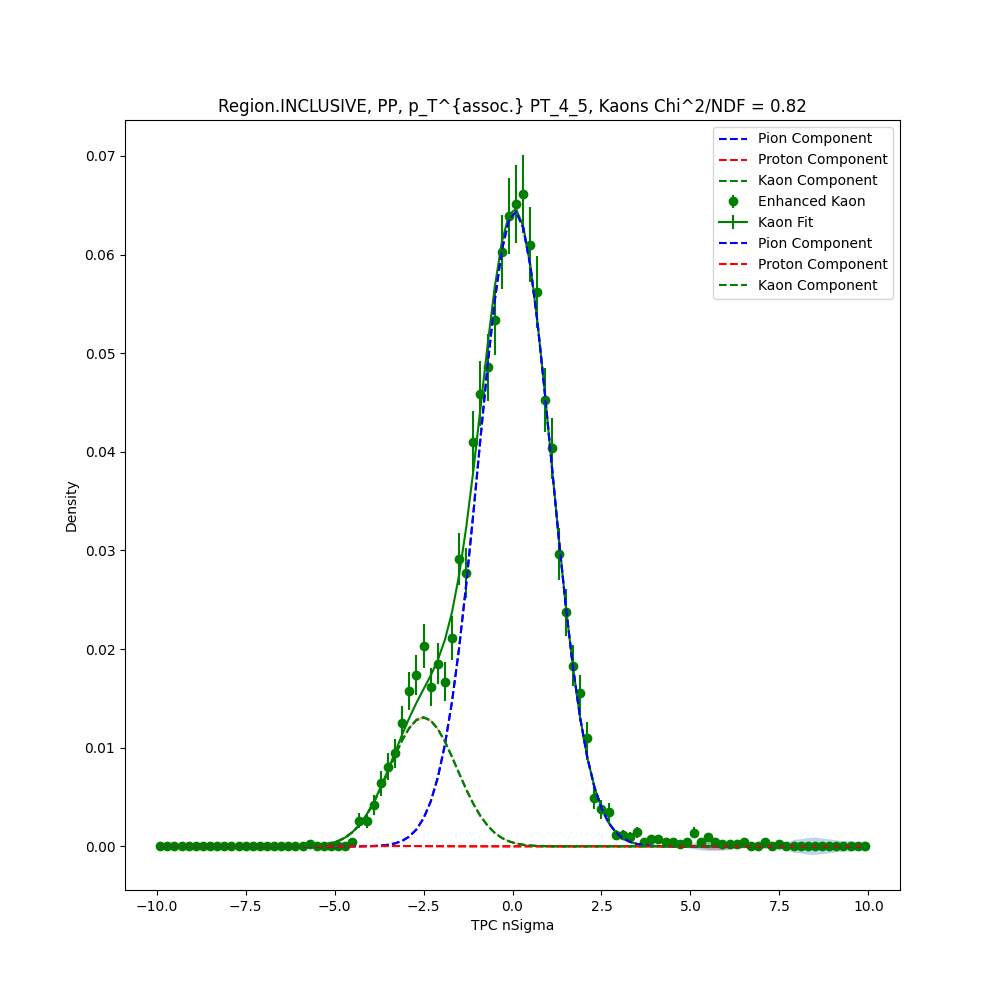 Region.INCLUSIVE, PP, p_T^{assoc.} PT_4_5, Kaons Chi^2/NDF = 0.82
Pion Component
Proton Component
Kaon Component
Enhanced Kaon
Kaon Fit
Pion Component
Proton Component
Kaon Component
0.07
0.06
0.05
0.04
0.03
0.02
0.01
0.00
Density
−10.0 −7.5 −5.0 −2.5 0.0 2.5 5.0 7.5 10.0
TPC nSigma